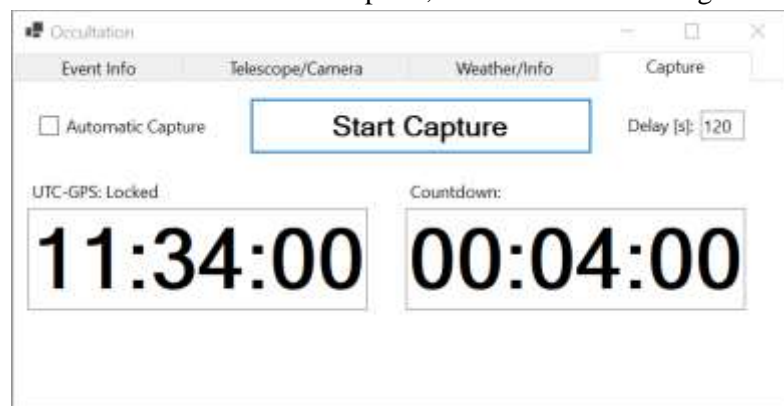 Occultation
Event Info Telescope/Camera Weather/Info Capture
Automatic Capture Start Capture Delay [s]: 120
UTC-GPS: Locked Countdown:
11:34:00 00:04:00